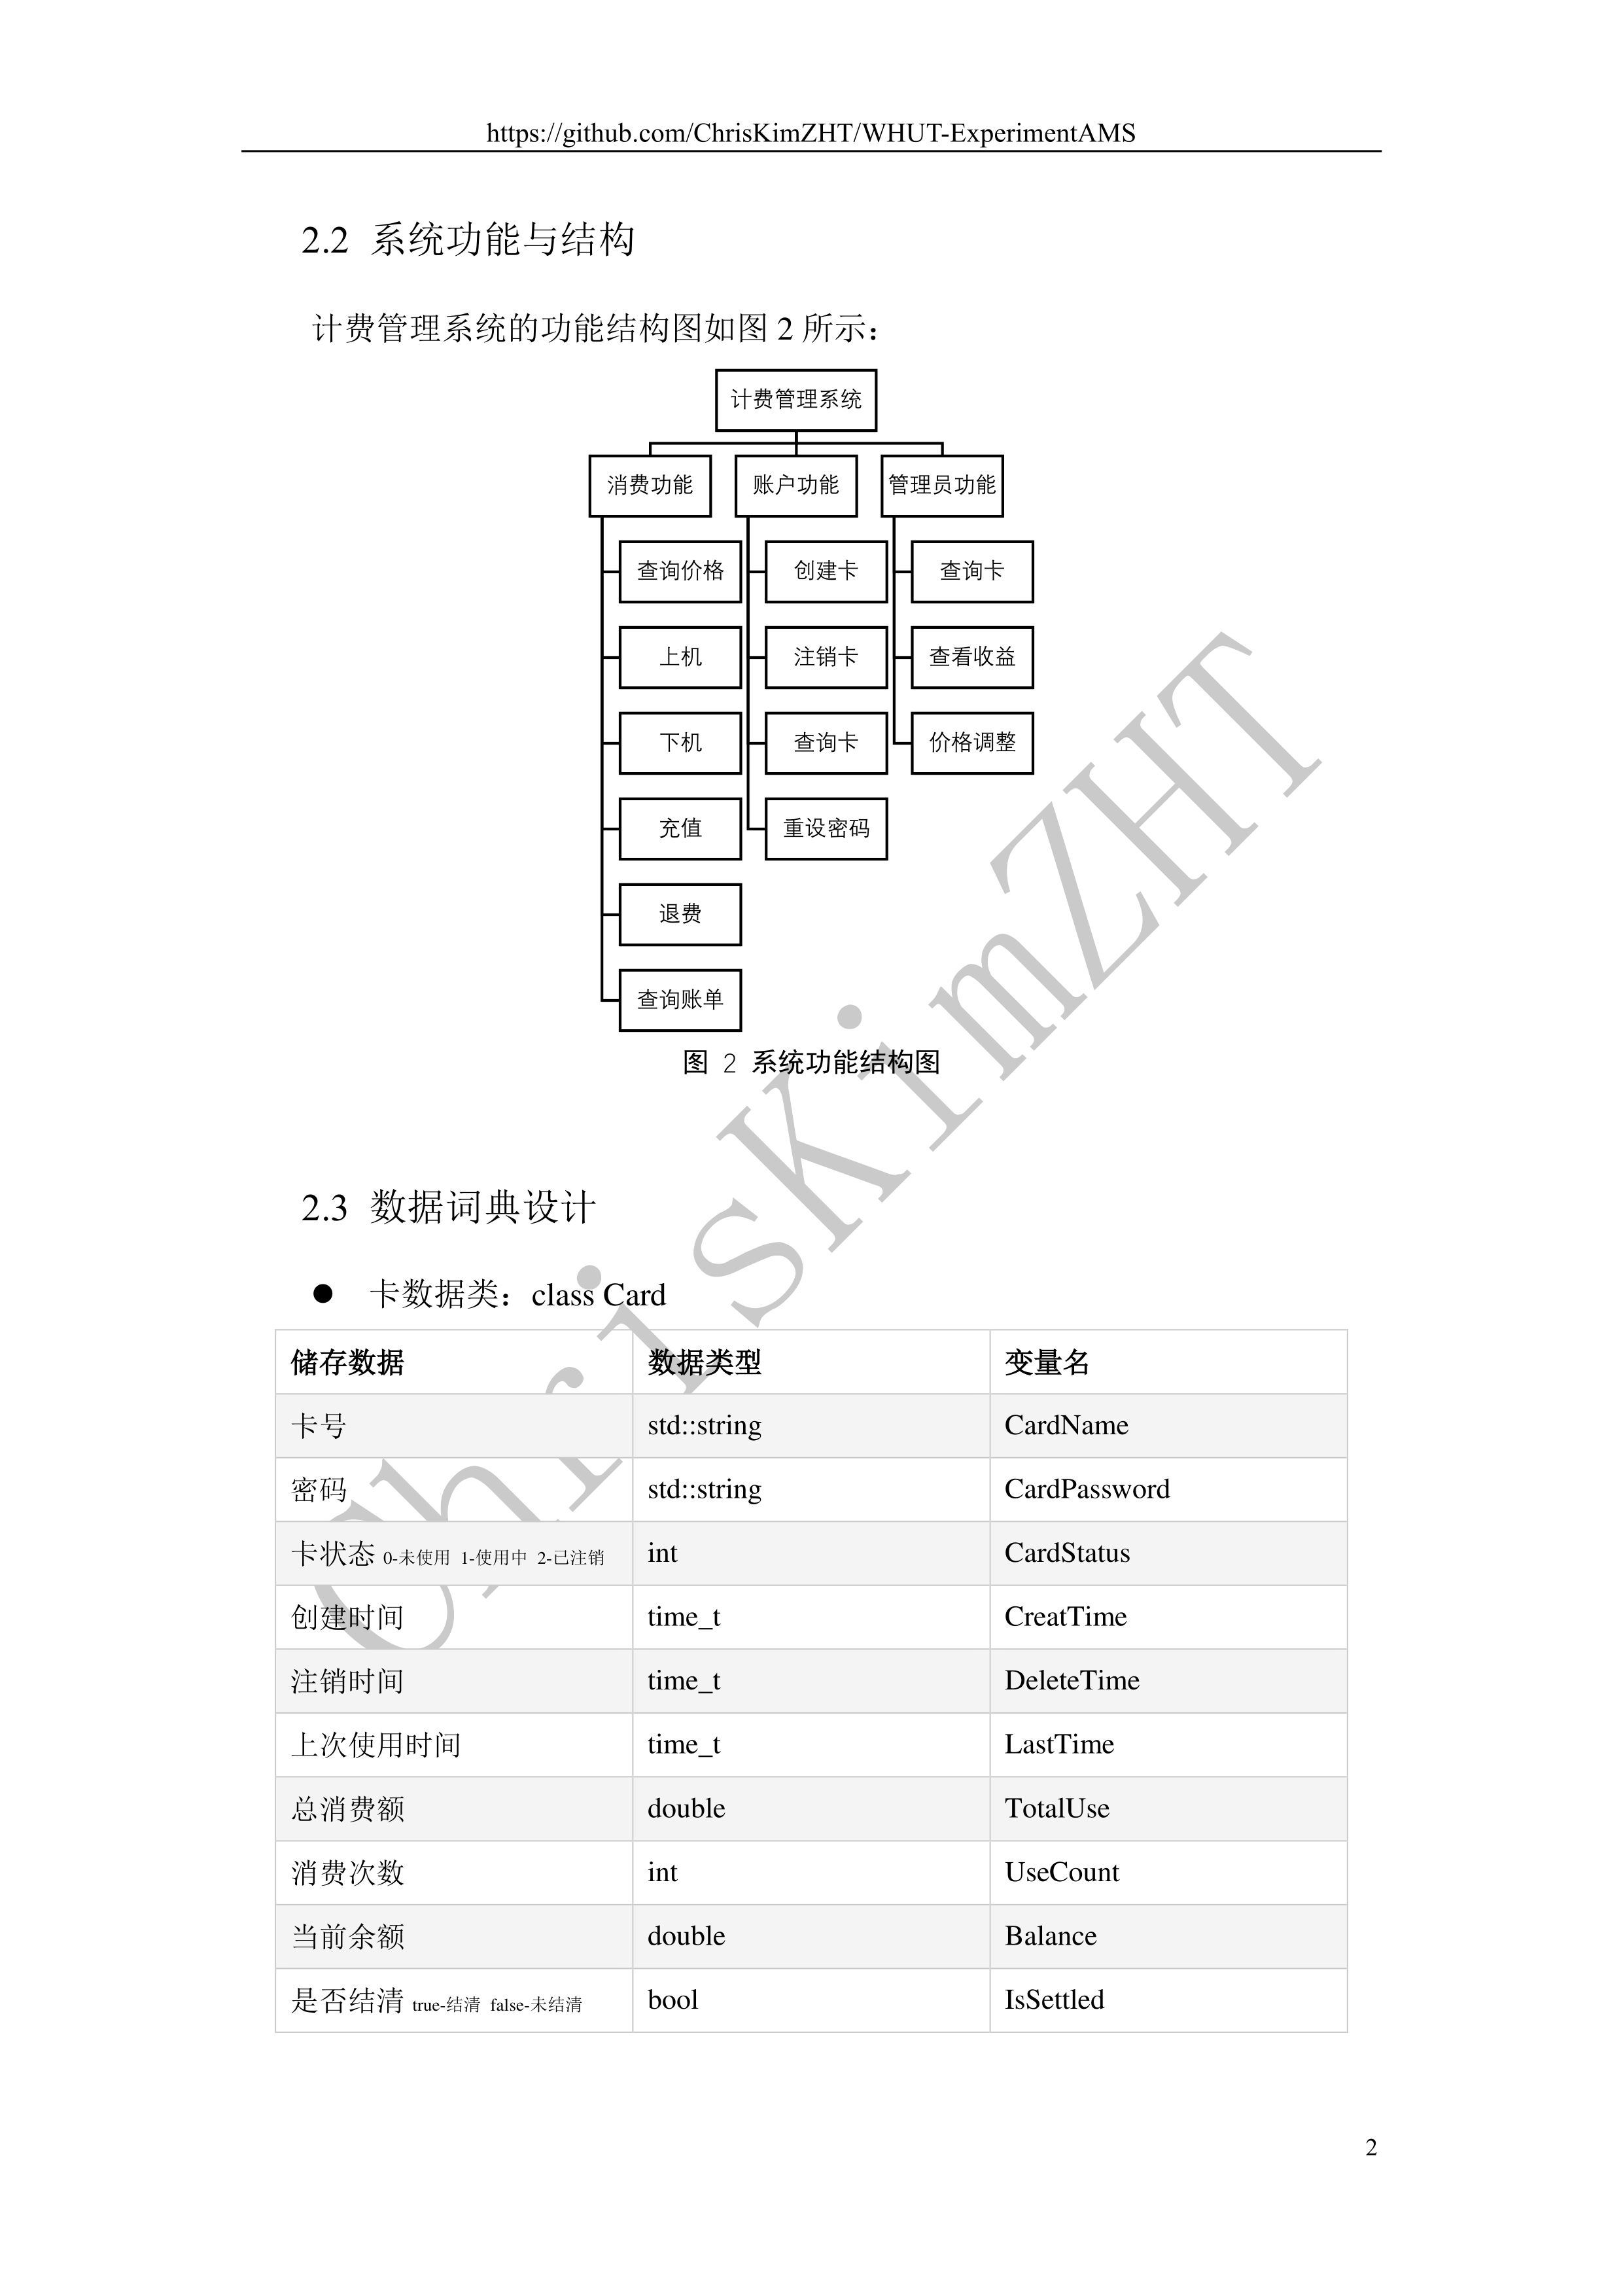 https://github.com/ChrisKimZHT/WHUT-ExperimentAMS
2.2 系统功能与结构
计费管理系统的功能结构图如图 2 所示：
计费管理系统
消费功能 账户功能 管理员功能
查询价格 创建卡 查询卡
上机 注销卡 查看收益
下机 查询卡 价格调整
充值 重设密码
退费
查询账单
图 2 系统功能结构图
2.3 数据词典设计
● 卡数据类：class Card
储存数据 数据类型 变量名
卡号 std::string CardName
密码 std::string CardPassword
卡状态 0-未使用 1-使用中 2-已注销 int CardStatus
创建时间 time_t CreatTime
注销时间 time_t DeleteTime
上次使用时间 time_t LastTime
总消费额 double TotalUse
消费次数 int UseCount
当前余额 double Balance
是否结清 true-结清 false-未结清 bool IsSettled
ChrisKimZHT
2